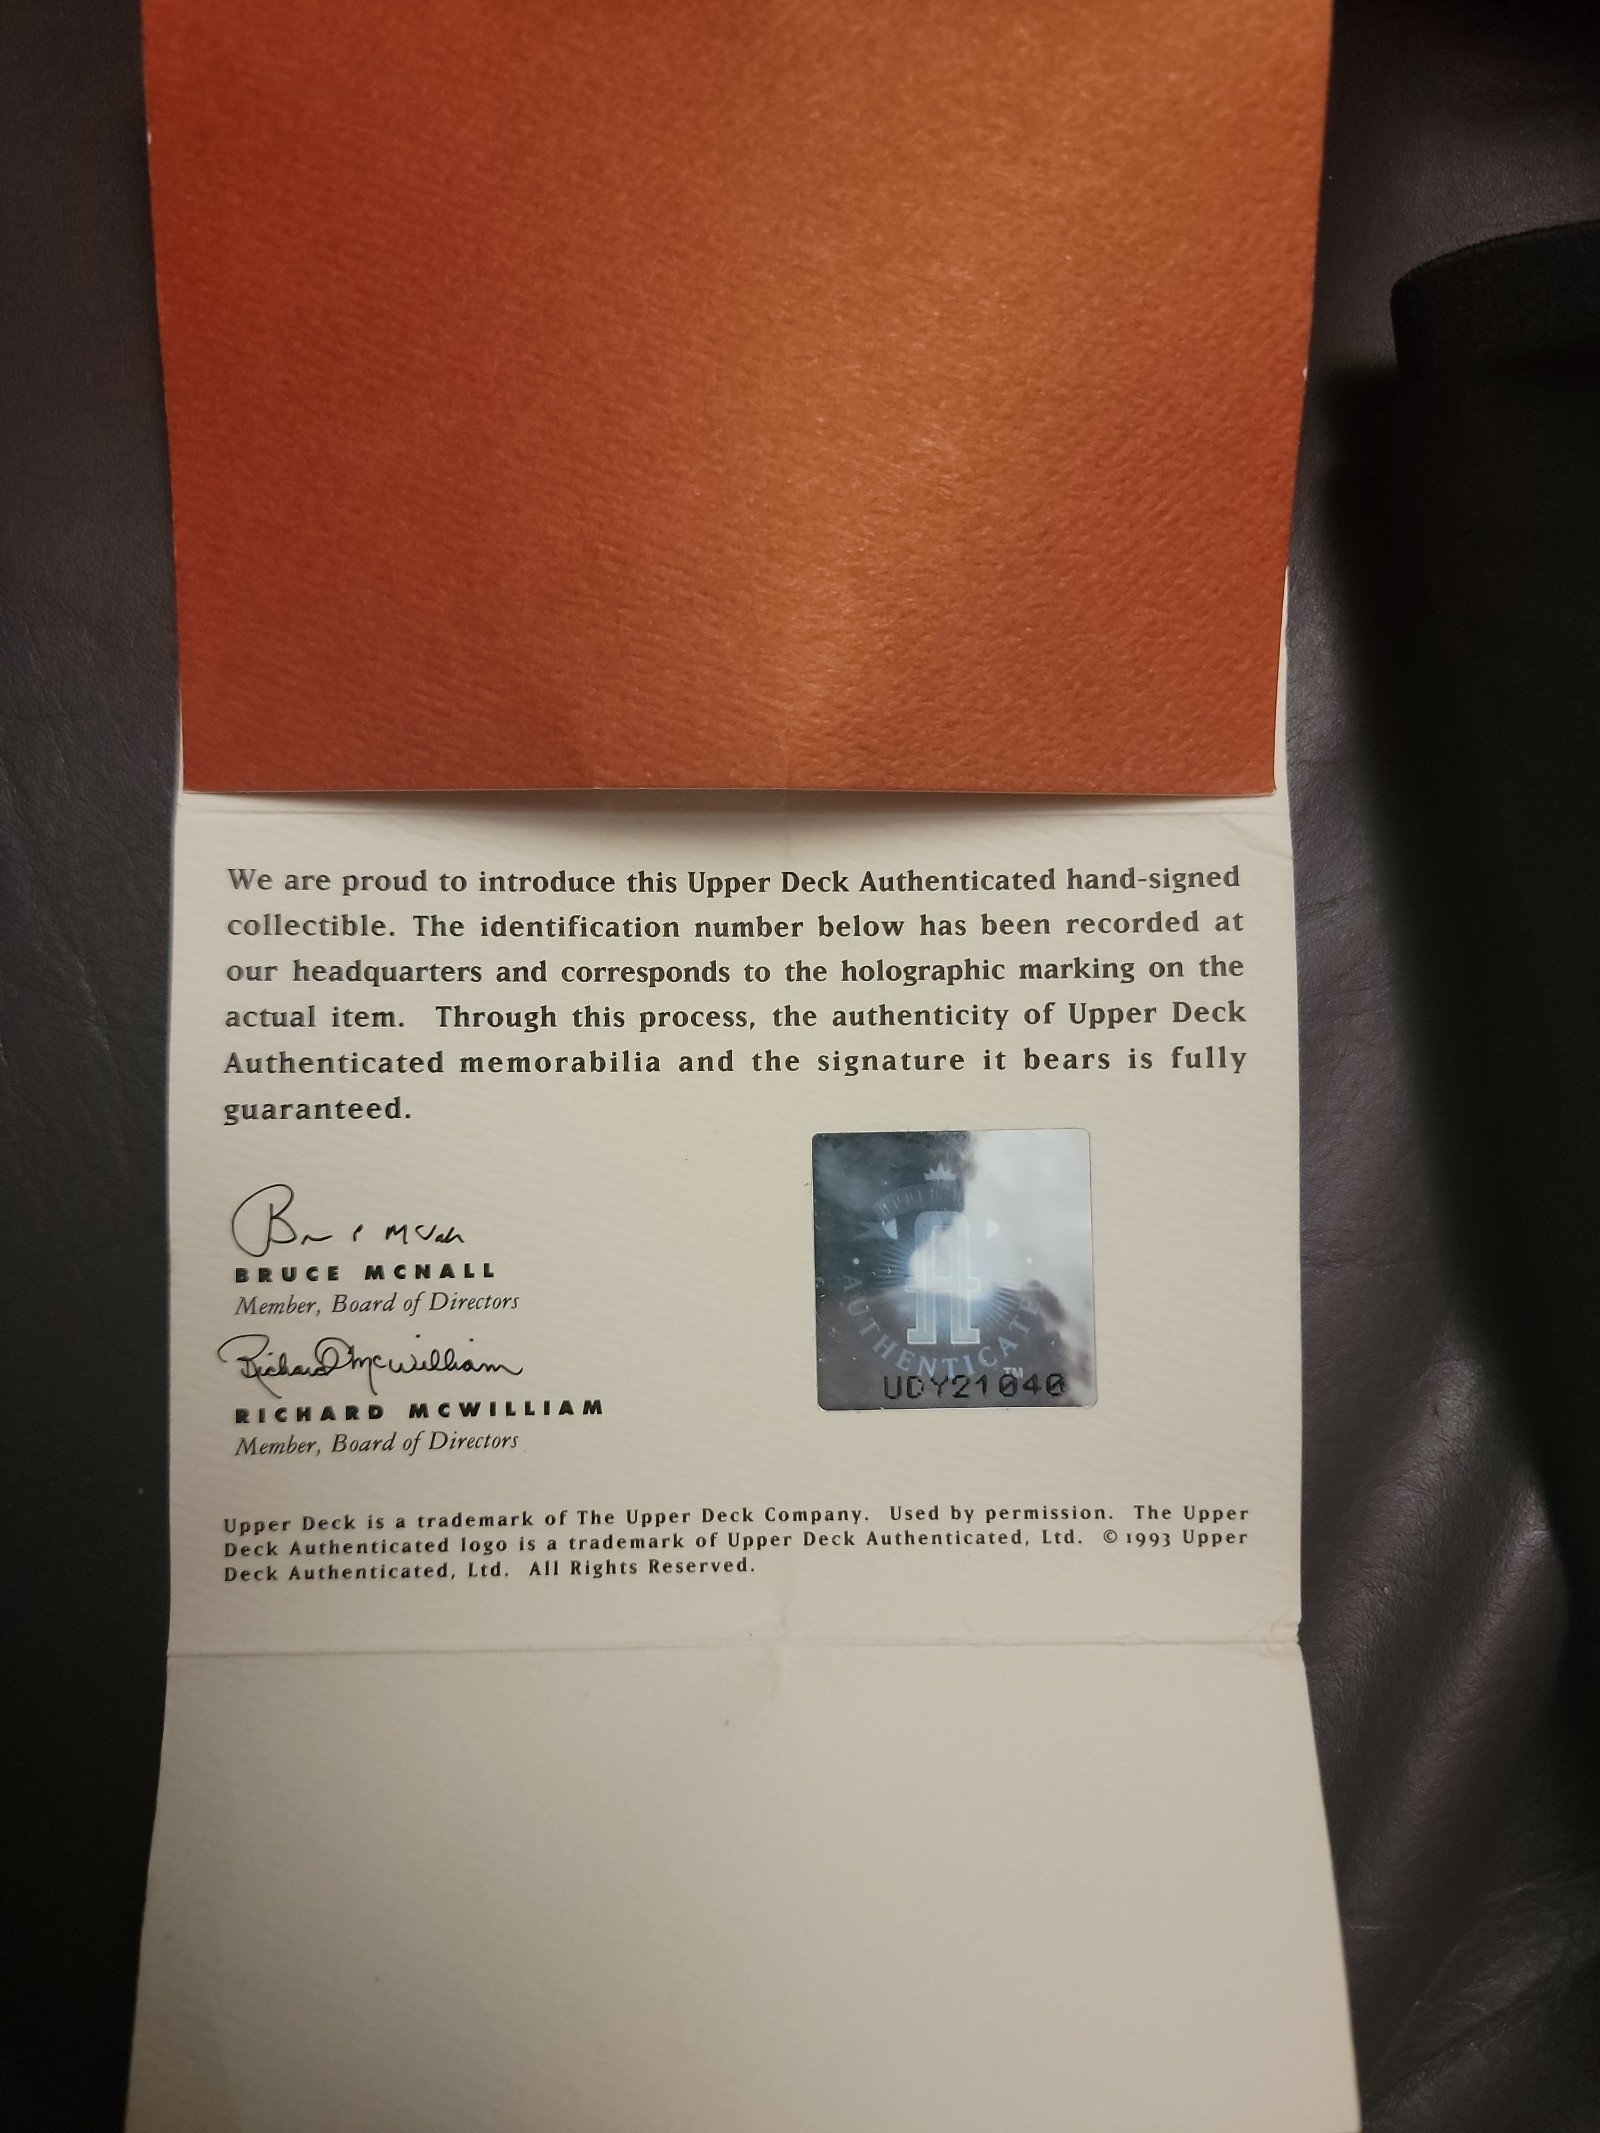 We are proud to introduce this Upper Deck Authenticated hand-signed
collectible. The identification number below has been recorded at
our headquarters and corresponds to the holographic marking on the
actual item. Through this process, the authenticity of Upper Deck
Authenticated memorabilia and the signature it bears is fully
guaranteed.
BRUCE MCNALL
Member, Board of Directors
Richard McWilliam
RICHARD MCWILLIAM
Member, Board of Directors
AUTHENTICATE
TM
UDY21040
Upper Deck is a trademark of The Upper Deck Company. Used by permission. The Upper
Deck Authenticated logo is a trademark of Upper Deck Authenticated, Ltd. © 1993 Upper
Deck Authenticated, Ltd. All Rights Reserved.